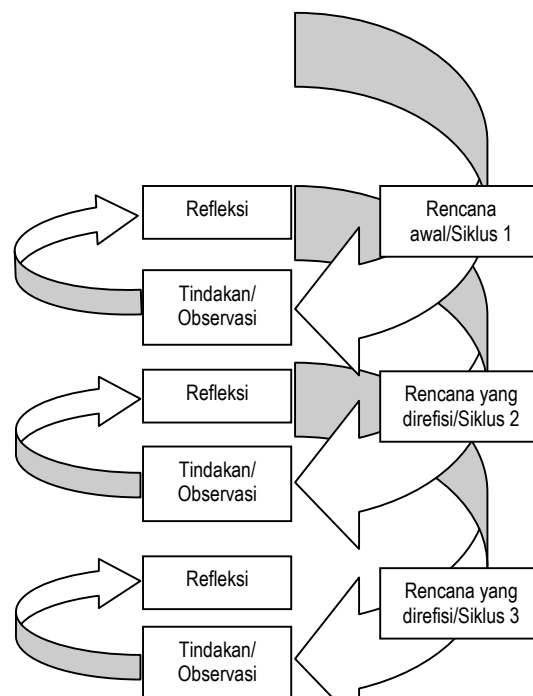 Refleksi
Rencana
awal/Siklus 1
Tindakan/
Observasi
Refleksi
Rencana yang
direfisi/Siklus 2
Tindakan/
Observasi
Refleksi
Rencana yang
direfisi/Siklus 3
Tindakan/
Observasi